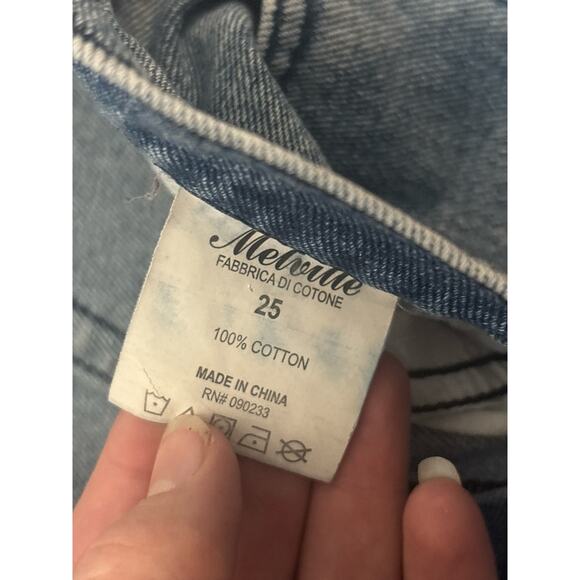 Melville
FABBRICA DI COTONE
25
100% COTTON
MADE IN CHINA
RN# 090233